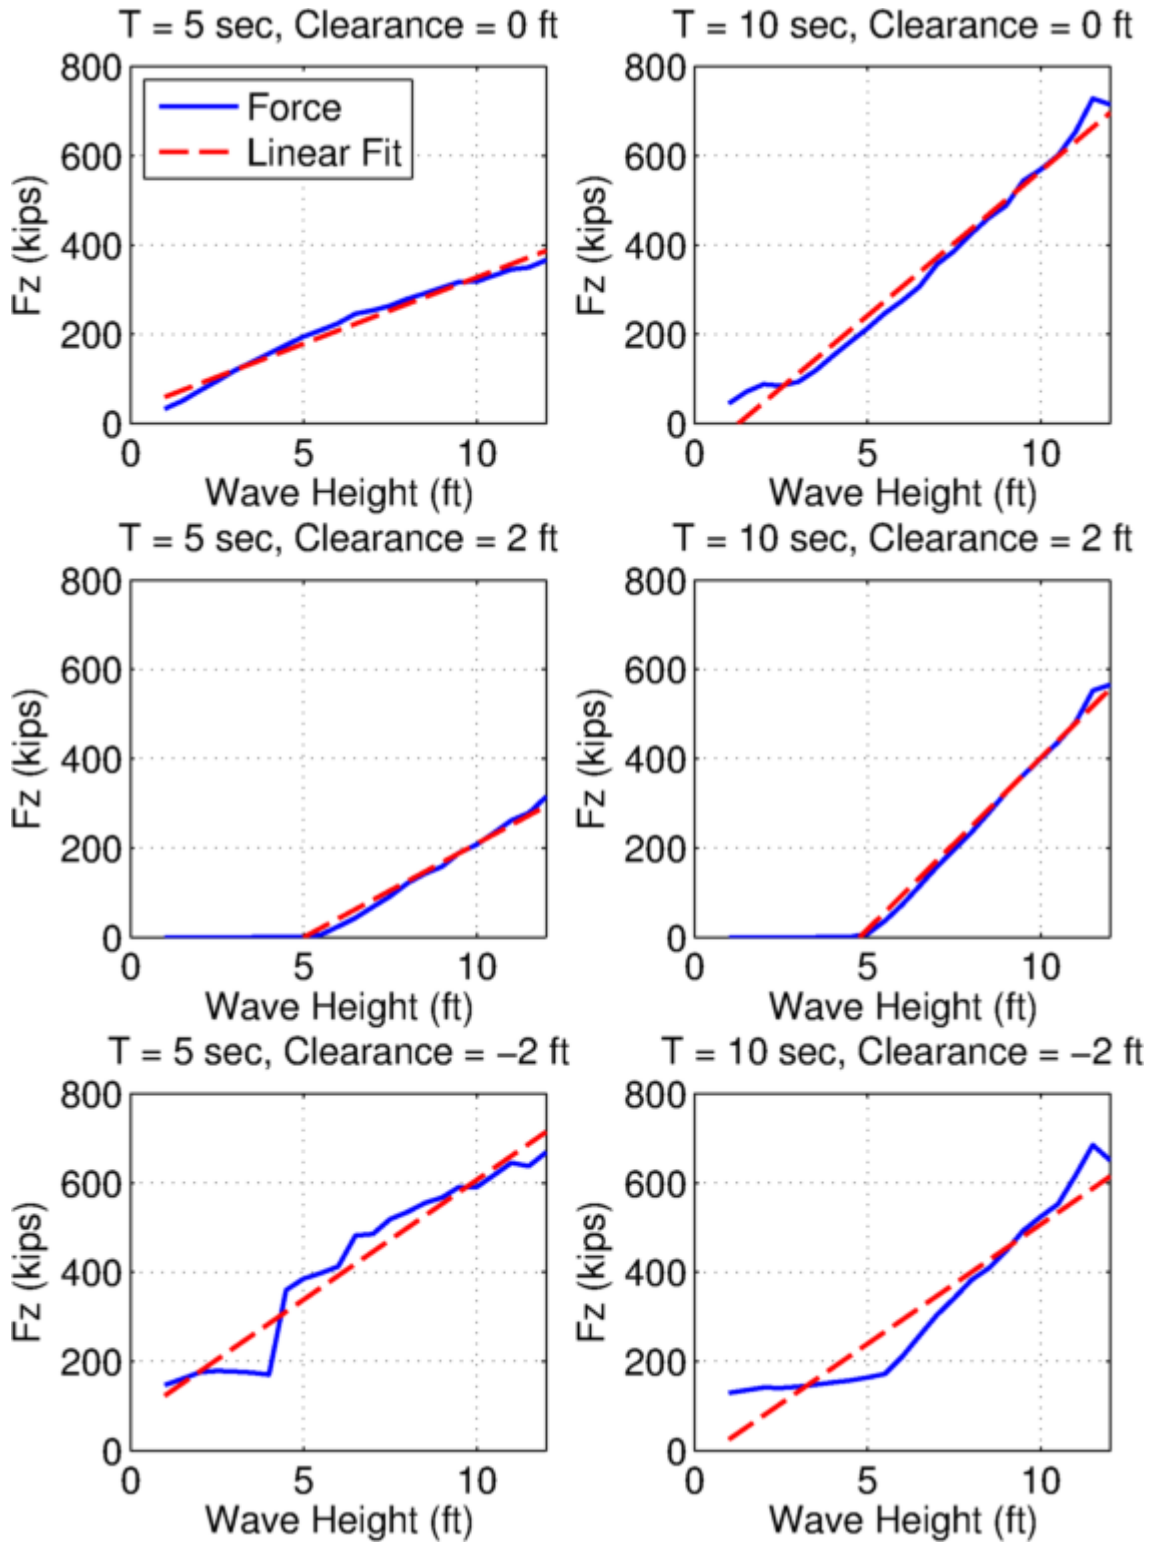 T = 5 sec, Clearance = 0 ft
800
600
400
200
0
0
5
10
Fz (kips)
Wave Height (ft)
Force
Linear Fit
T = 10 sec, Clearance = 0 ft
800
600
400
200
0
0
5
10
Fz (kips)
Wave Height (ft)
T = 5 sec, Clearance = 2 ft
800
600
400
200
0
0
5
10
Fz (kips)
Wave Height (ft)
T = 10 sec, Clearance = 2 ft
800
600
400
200
0
0
5
10
Fz (kips)
Wave Height (ft)
T = 5 sec, Clearance = −2 ft
800
600
400
200
0
0
5
10
Fz (kips)
Wave Height (ft)
T = 10 sec, Clearance = −2 ft
800
600
400
200
0
0
5
10
Fz (kips)
Wave Height (ft)